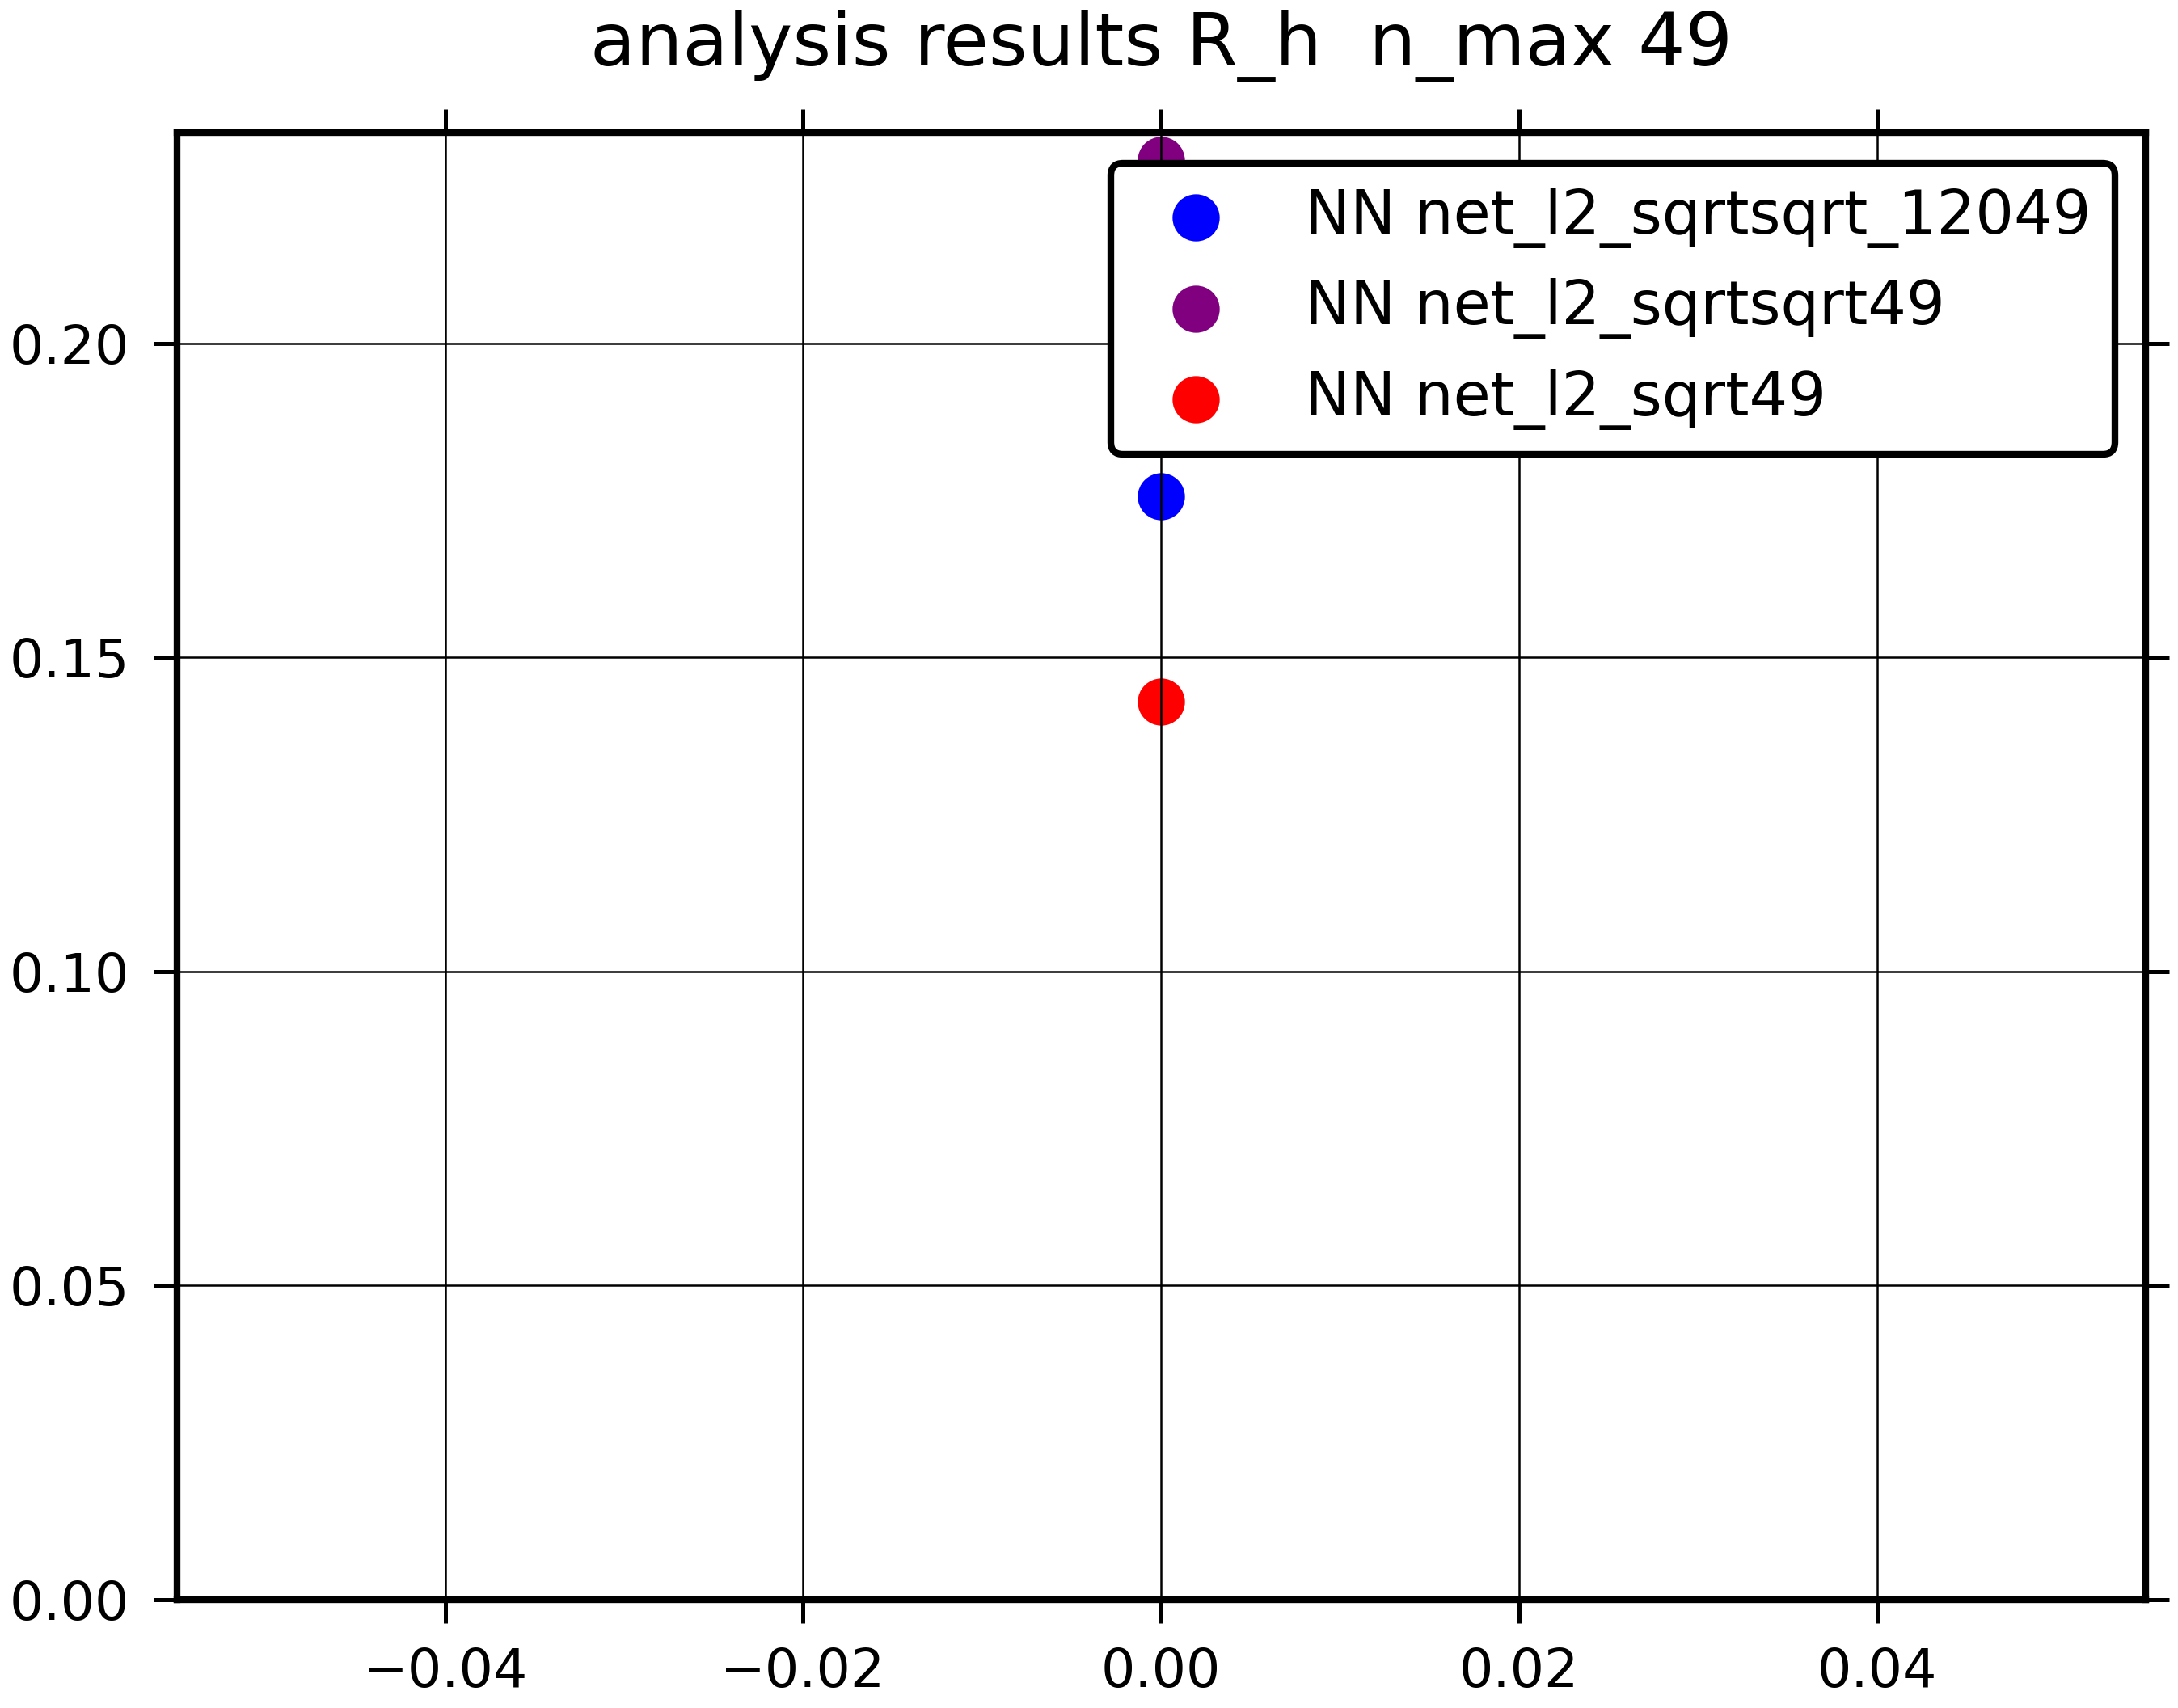 analysis results R_h  n_max 49
NN net_l2_sqrtsqrt_12049
NN net_l2_sqrtsqrt49
NN net_l2_sqrt49
0.20
0.15
0.10
0.05
0.00
−0.04
−0.02
0.00
0.02
0.04